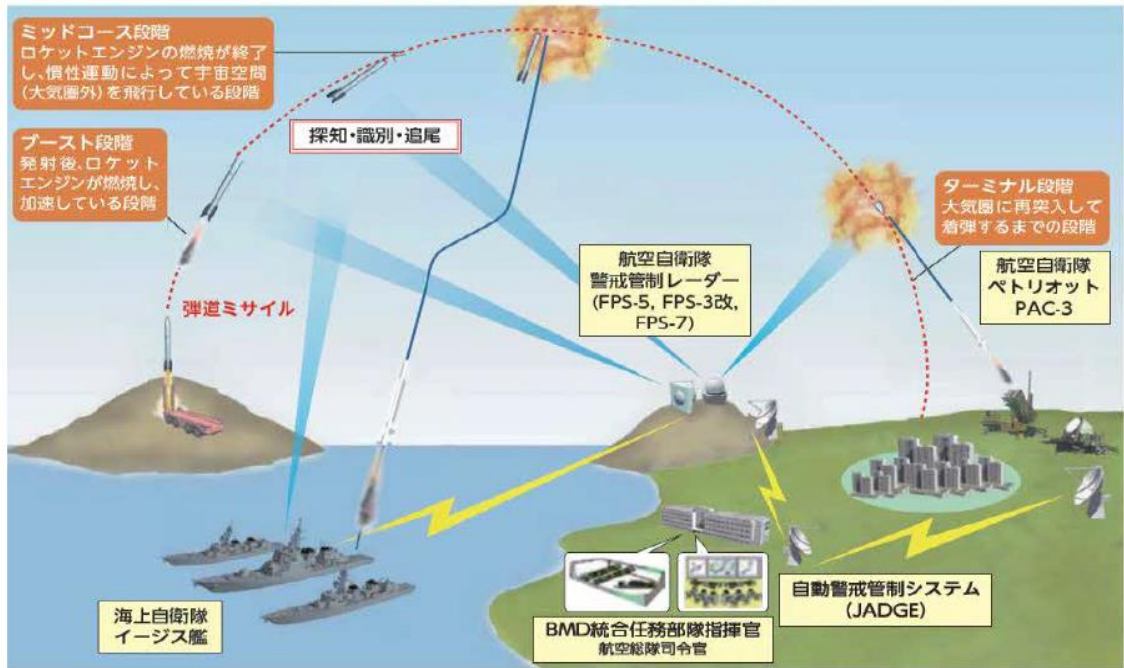 ミッドコース段階
ロケットエンジンの燃焼が終了
し、慣性運動によって宇宙空間
(大気圏外)を飛行している段階
探知・識別・追尾
ブースト段階
発射後、ロケット
エンジンが燃焼し、
加速している段階
ターミナル段階
大気圏に再突入して
着弾するまでの段階
航空自衛隊
警戒管制レーダー
(FPS-5, FPS-3改,
FPS-7)
航空自衛隊
ペトリオット
PAC-3
弾道ミサイル
海上自衛隊
イージス艦
自動警戒管制システム
(JADGE)
BMD統合任務部隊指揮官
航空総隊司令官